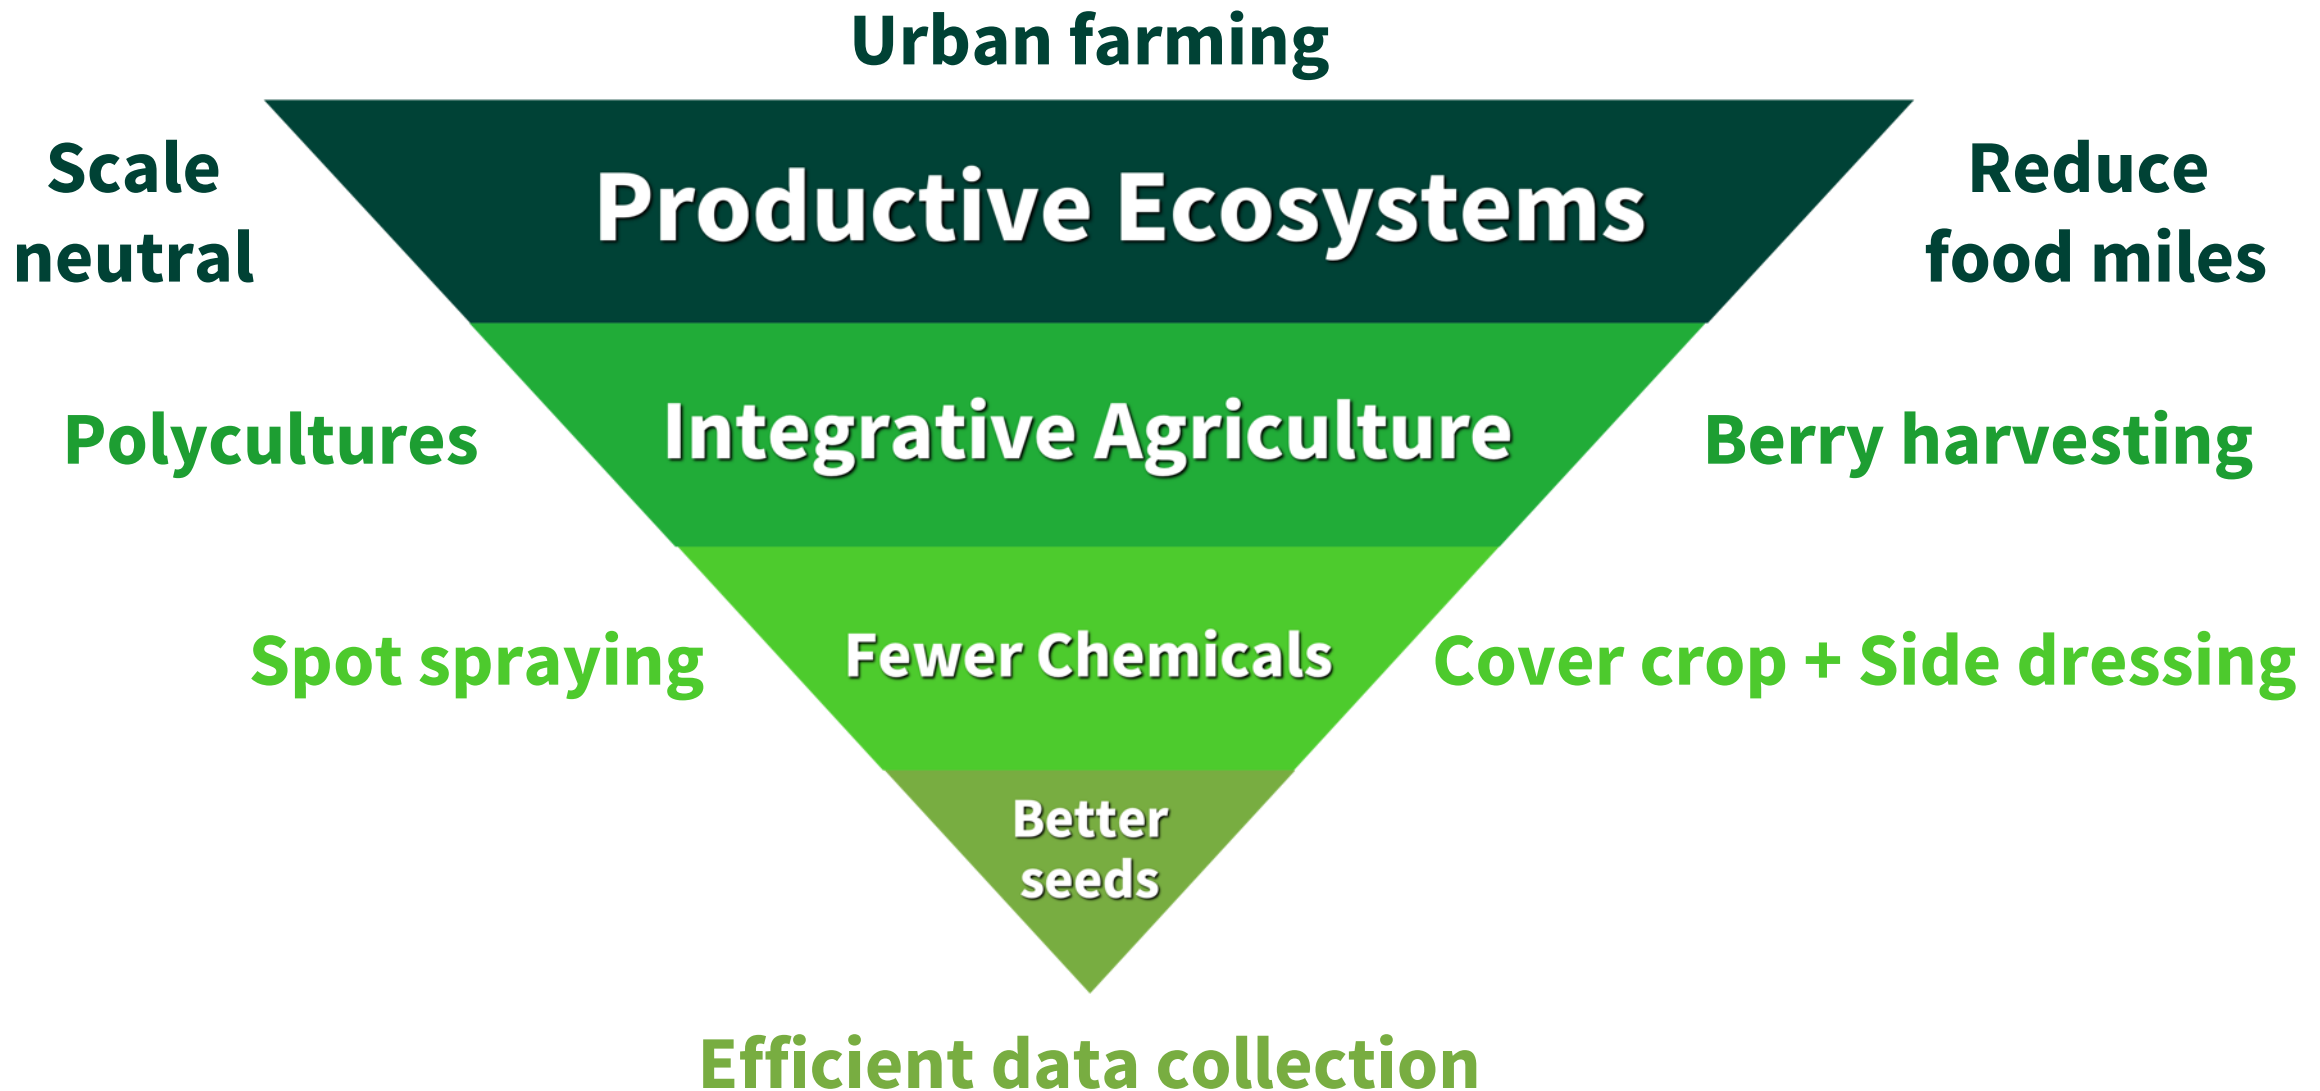 Urban farming
Scale
neutral
Productive Ecosystems
Reduce
food miles
Polycultures
Integrative Agriculture
Berry harvesting
Spot spraying
Fewer Chemicals
Cover crop + Side dressing
Better
seeds
Efficient data collection